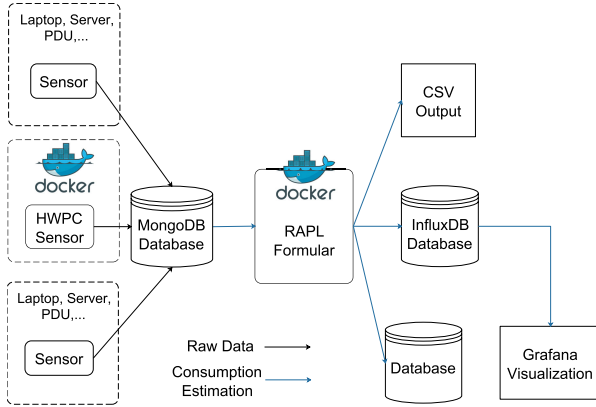 Laptop, Server,
PDU,...
Sensor
docker
HWPC
Sensor
Laptop, Server,
PDU,...
Sensor
MongoDB
Database
docker
RAPL
Formular
CSV
Output
InfluxDB
Database
Database
Grafana
Visualization
Raw Data
Consumption
Estimation